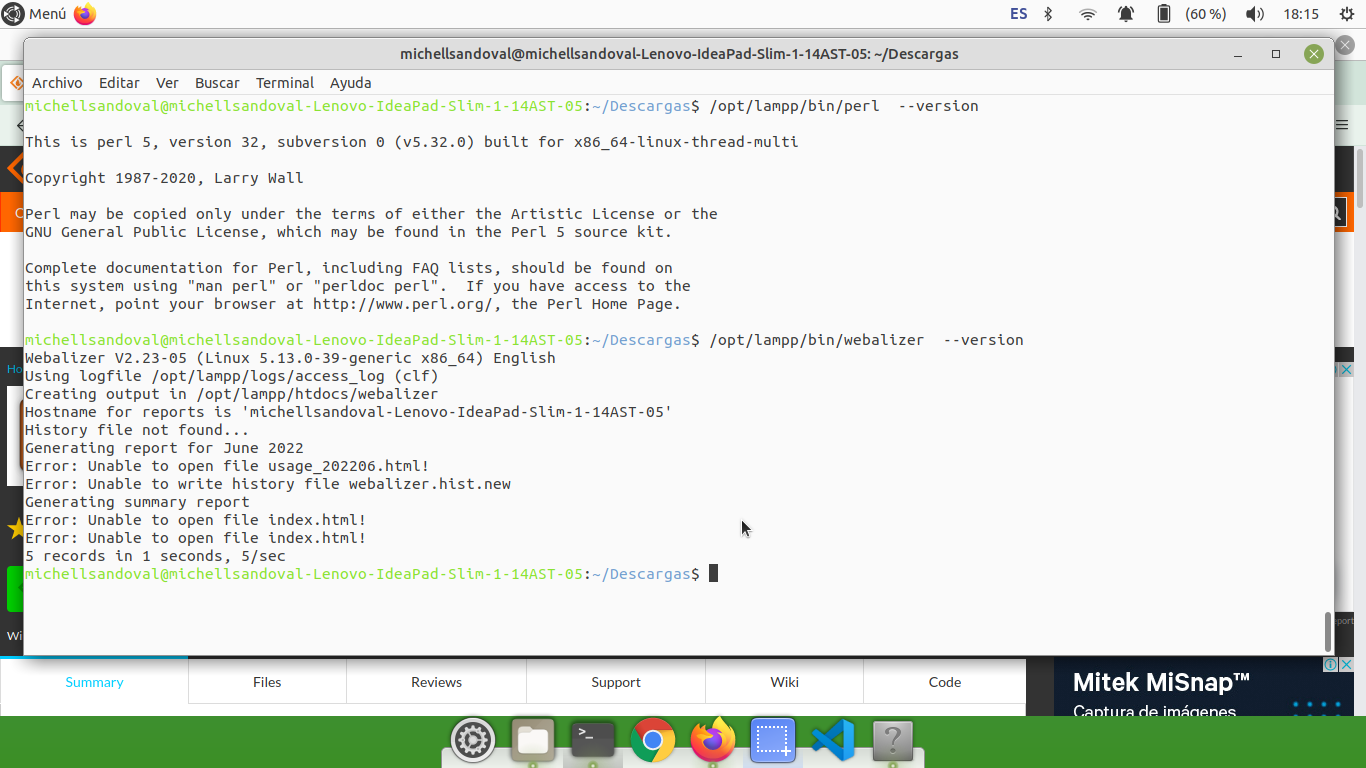 Menú
ES
(60 %)
18:15
michellsandoval@michellsandoval-Lenovo-IdeaPad-Slim-1-14AST-05: ~/Descargas
Archivo Editar Ver Buscar Terminal Ayuda
michellsandoval@michellsandoval-Lenovo-IdeaPad-Slim-1-14AST-05:~/Descargas$ /opt/lampp/bin/perl  --version
This is perl 5, version 32, subversion 0 (v5.32.0) built for x86_64-linux-thread-multi
Copyright 1987-2020, Larry Wall
Perl may be copied only under the terms of either the Artistic License or the
GNU General Public License, which may be found in the Perl 5 source kit.
Complete documentation for Perl, including FAQ lists, should be found on
this system using "man perl" or "perldoc perl".  If you have access to the
Internet, point your browser at http://www.perl.org/, the Perl Home Page.
michellsandoval@michellsandoval-Lenovo-IdeaPad-Slim-1-14AST-05:~/Descargas$ /opt/lampp/bin/webalizer  --version
Webalizer V2.23-05 (Linux 5.13.0-39-generic x86_64) English
Using logfile /opt/lampp/logs/access_log (clf)
Creating output in /opt/lampp/htdocs/webalizer
Hostname for reports is 'michellsandoval-Lenovo-IdeaPad-Slim-1-14AST-05'
History file not found...
Generating report for June 2022
Error: Unable to open file usage_202206.html!
Error: Unable to write history file webalizer.hist.new
Generating summary report
Error: Unable to open file index.html!
Error: Unable to open file index.html!
5 records in 1 seconds, 5/sec
michellsandoval@michellsandoval-Lenovo-IdeaPad-Slim-1-14AST-05:~/Descargas$
Summary
Files
Reviews
Support
Wiki
Code
Mitek MiSnap™
Captura de imágenes